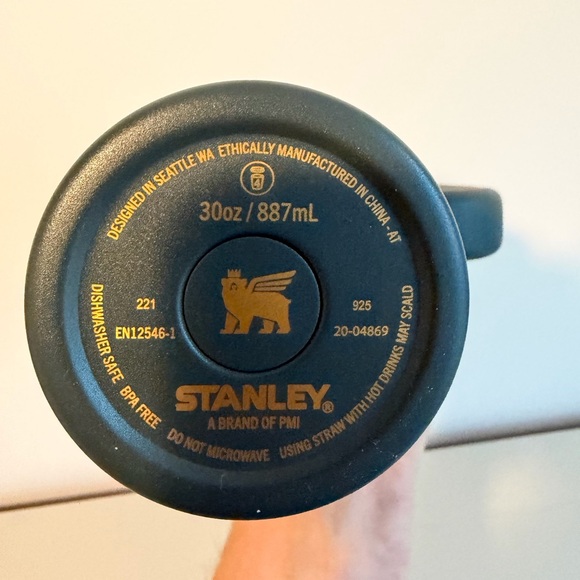 DESIGNED IN SEATTLE WA ETHICALLY MANUFACTURED IN CHINA - AT
30oz / 887mL
221
EN12546-1
925
20-04869
STANLEY®
A BRAND OF PMI
DISHWASHER SAFE BPA FREE DO NOT MICROWAVE USING STRAW WITH HOT DRINKS MAY SCALD